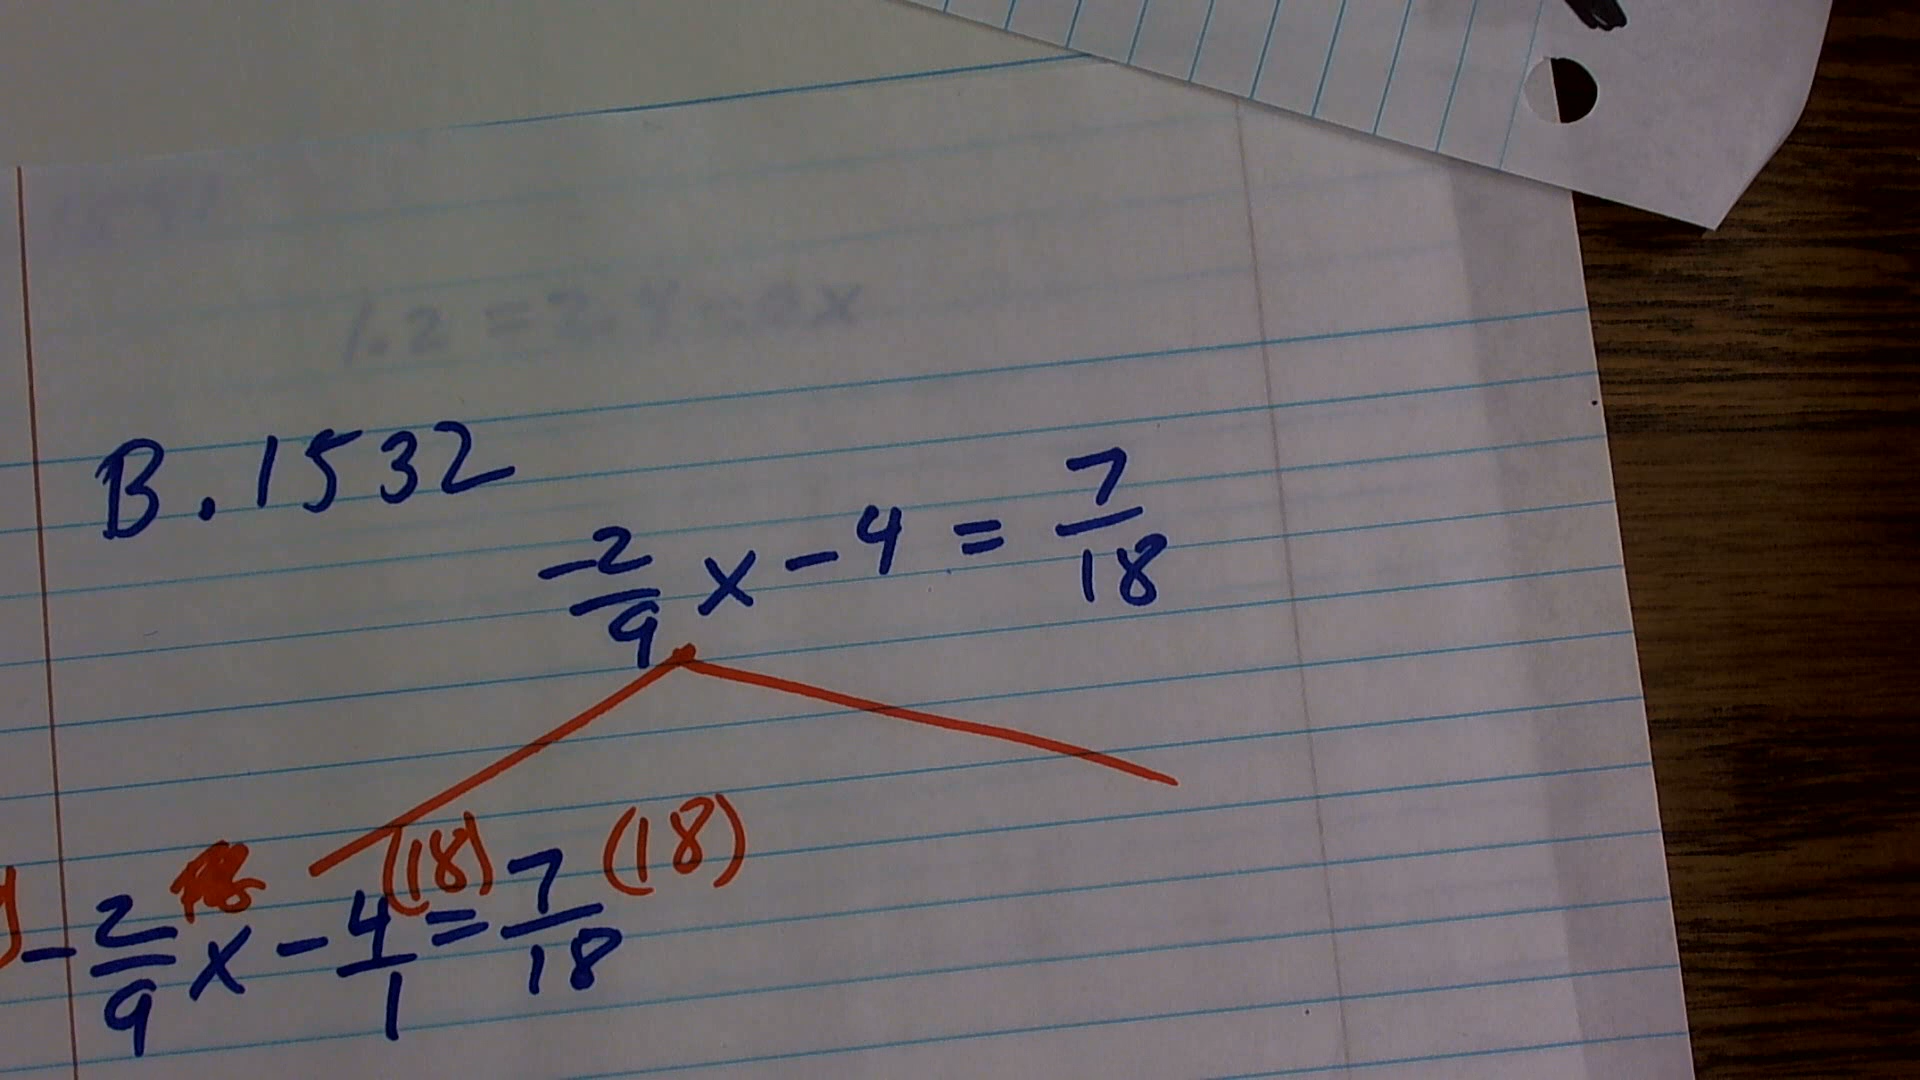 B.1532
-2/9 x - 4 = 7/18
(18) (18)
-2/9 x - 4/1 = 7/18